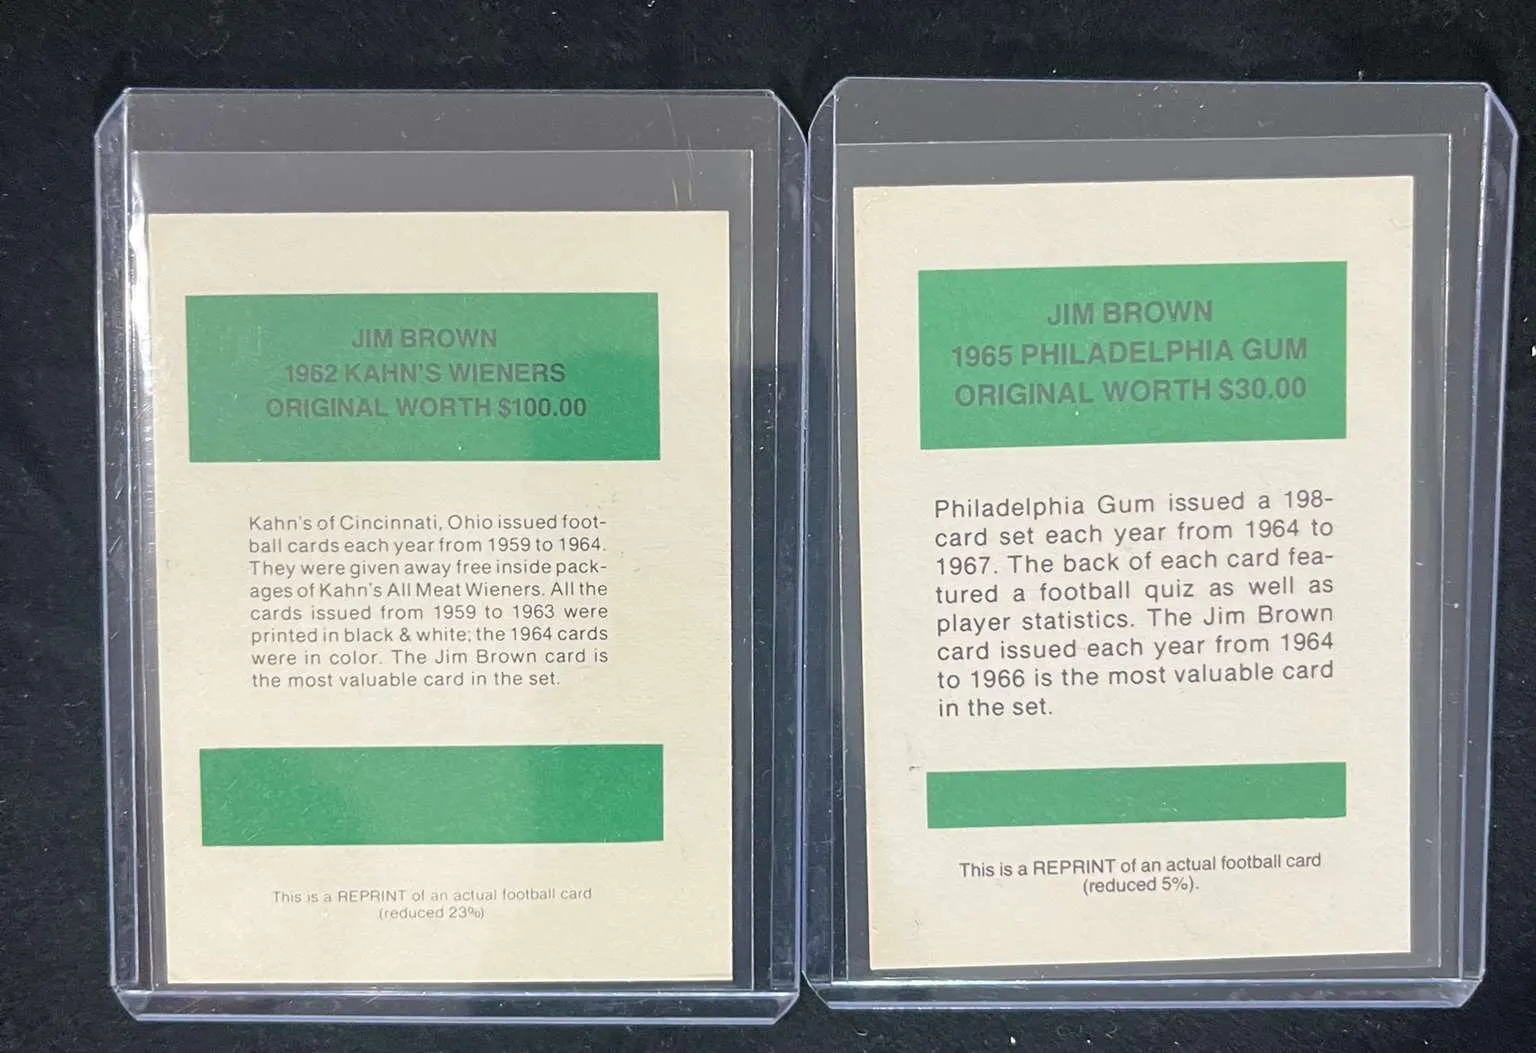 JIM BROWN
1962 KAHN'S WIENERS
ORIGINAL WORTH $100.00
Kahn's of Cincinnati, Ohio issued foot-
ball cards each year from 1959 to 1964.
They were given away free inside pack-
ages of Kahn's All Meat Wieners. All the
cards issued from 1959 to 1963 were
printed in black & white; the 1964 cards
were in color. The Jim Brown card is
the most valuable card in the set.
This is a REPRINT of an actual football card
(reduced 23%)
JIM BROWN
1965 PHILADELPHIA GUM
ORIGINAL WORTH $30.00
Philadelphia Gum issued a 198-
card set each year from 1964 to
1967. The back of each card fea-
tured a football quiz as well as
player statistics. The Jim Brown
card issued each year from 1964
to 1966 is the most valuable card
in the set.
This is a REPRINT of an actual football card
(reduced 5%).